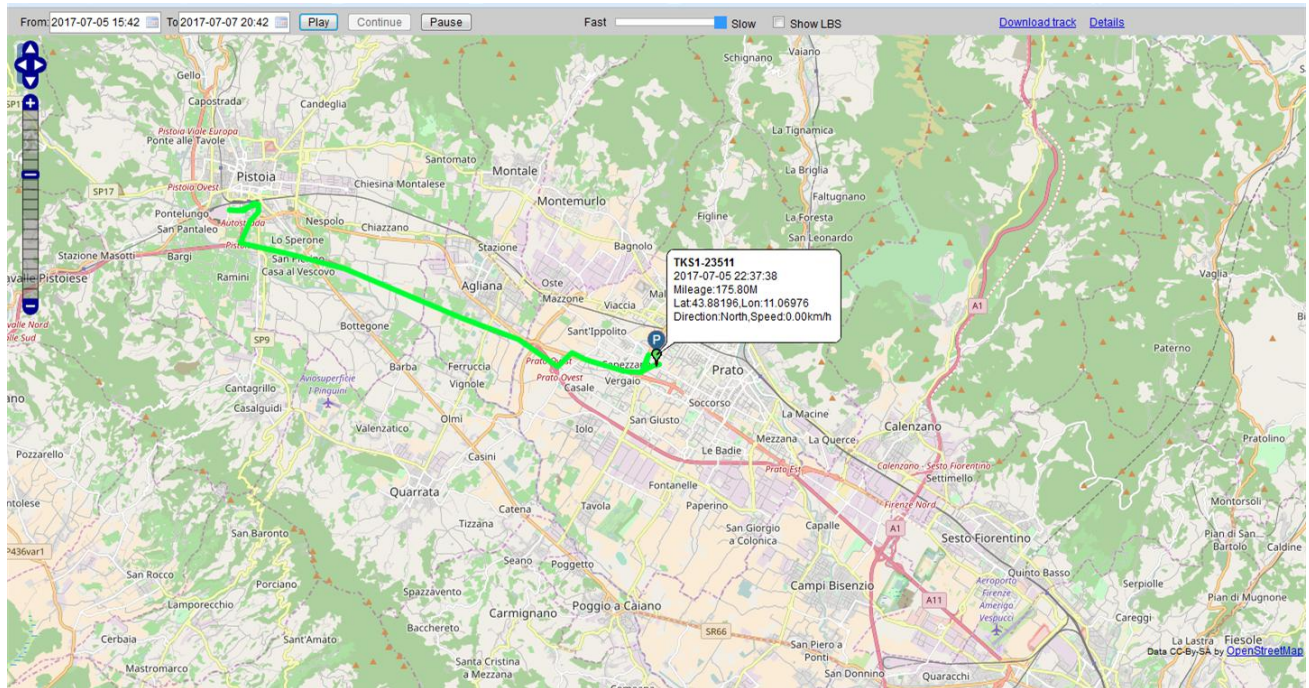 From: 2017-07-05 15:42 To 2017-07-07 20:42 Play Continue Pause Fast Slow Show LBS Download track Details
Vaiano
Schignano
Gello
Capostrada
Candeglia
Pistoia Viale Europa
Ponte alle Tavole
La Tignamica
Santomato
Montale
La Briglia
Pistoia
Chiesina Montalese
SP17
Pistoia Ovest
Faltugnano
Montemurlo
Pontelungo
Figline
La Foresta
Autostrada
Nespolo
Chiazzano
San Pantaleo
Lo Sperone
San Leonardo
Bagnolo
Stazione
Stazione Masotti
Bargi
Casa al Vescovo
Ramini
Vaglia
Oste
Agliana
Mazzone
Viaccia
TKS1-23511
2017-07-05 22:37:38
Mileage:175.80M
Lat:43.88196,Lon:11.06976
Direction:North,Speed:0.00km/h
A1
Bottegone
Sant'Ippolito
SP9
P
Paterno
Barba
Ferruccia
Prato Ovest
Prato Ovest
Vergaio
Prato
Vignole
Casale
Aviosuperficie
I Pinguini
Cantagrillo
Casalguidi
Soccorso
La Macine
Olmi
San Giusto
Valenzatico
Iolo
Calenzano
Mezzana
La Querce
Pratolino
Le Badie
Pozzarello
Casini
Prato Est
Calenzano - Sesto Fiorentino
Settimello
Fontanelle
Quarrata
Catena
Tavola
Paperino
Firenze Nord
Montorsoli
Tizzana
San Giorgio
a Colonica
Capalle
A1
San Baronto
Sesto Fiorentino
Pian di San
Bartolo
Caldine
P436var1
Seano
Poggetto
San Rocco
Porciano
Quinto Basso
Campi Bisenzio
Serpiolle
Spazzavento
Aeroporto
Firenze
Amerigo
Vespucci
Lamporecchio
Poggio a Caiano
Carmignano
A11
Pian di Mugnone
Bacchereto
Careggi
SR66
Cerbaia
Sant'Amato
San Piero a
Ponti
La Lastra
Fiesole
Data CC-By-SA by OpenStreetMap
Santa Cristina
a Mezzana
Mastromarco
San Donnino
Quaracchi